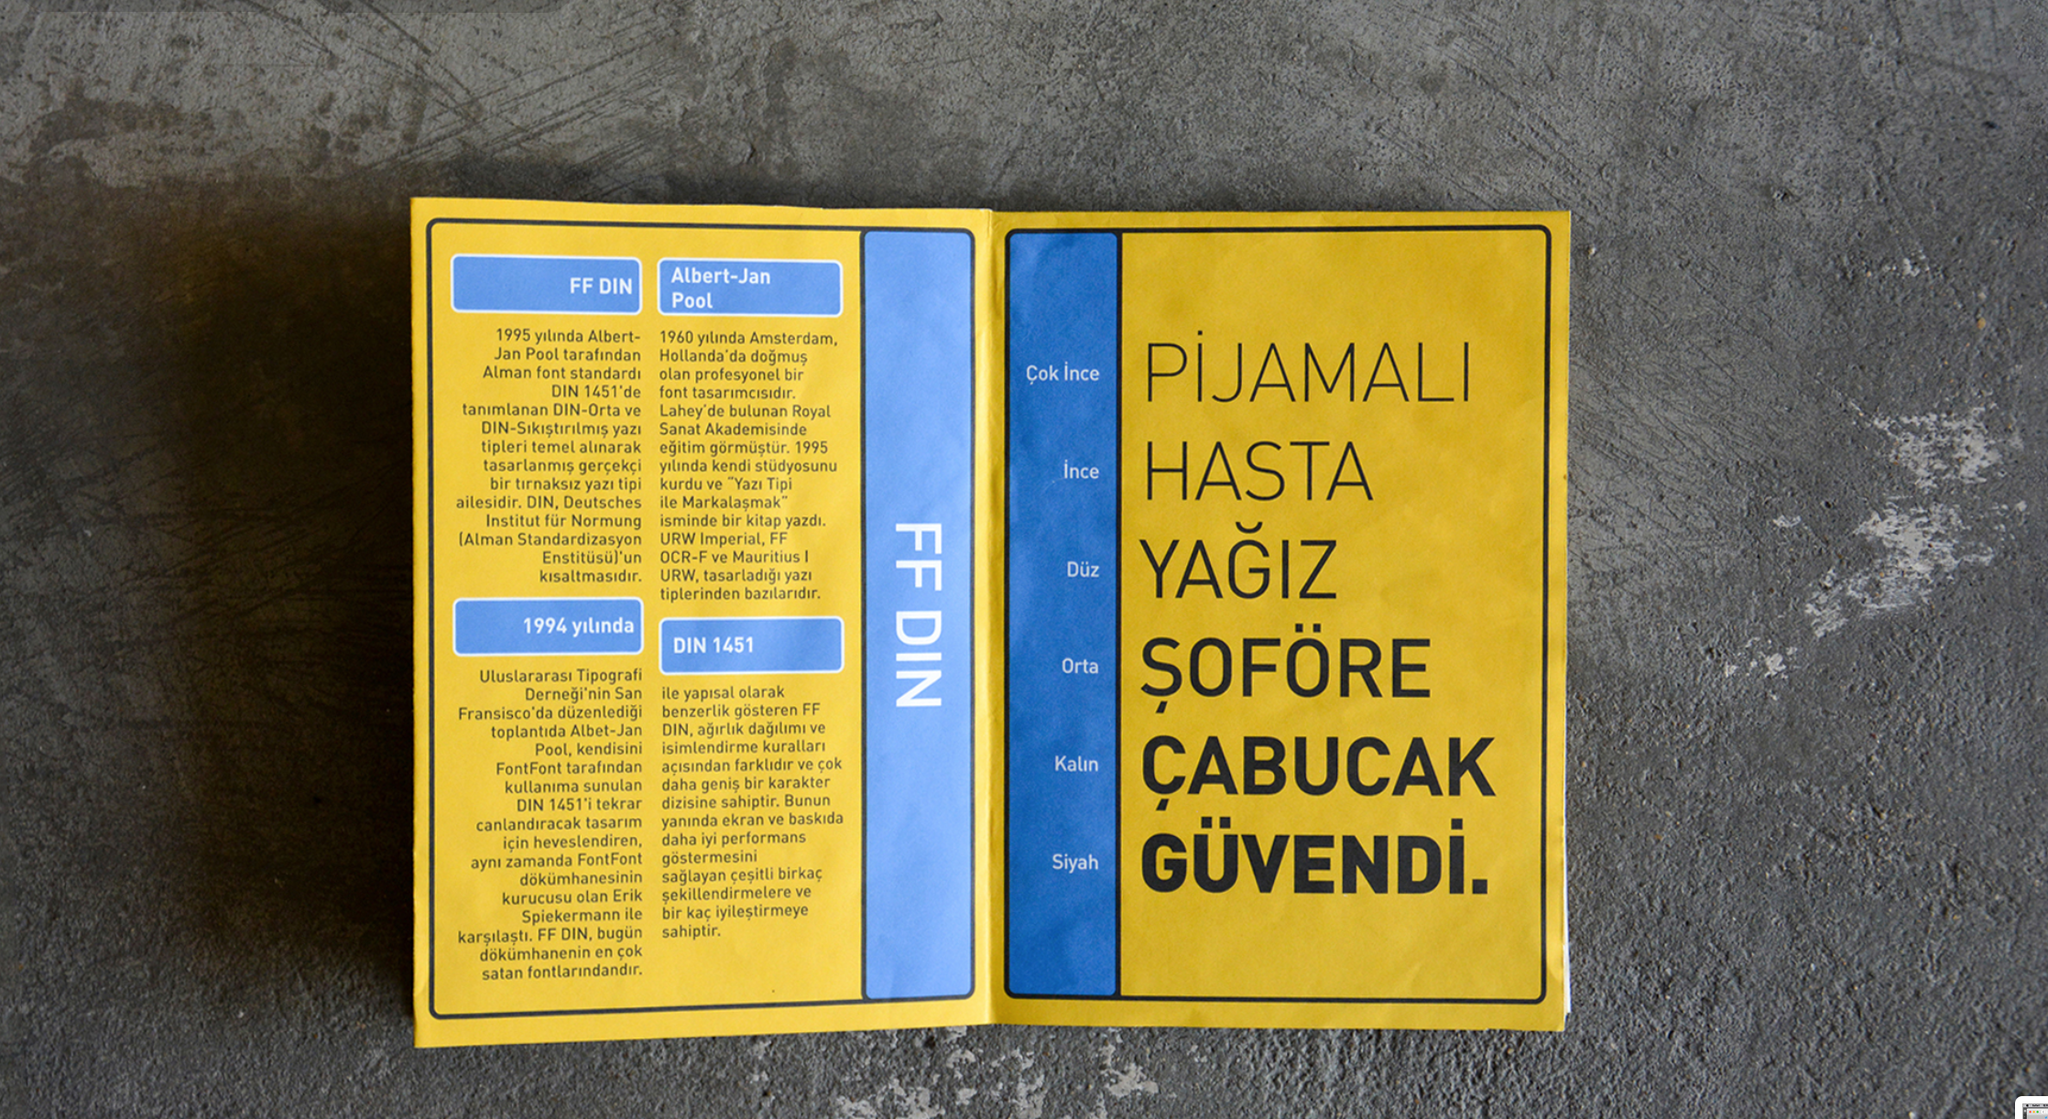 FF DIN
1995 yılında Albert-
Jan Pool tarafından
Alman font standardı
DIN 1451'de
tanımlanan DIN-Orta ve
DIN-Sıkıştırılmış yazı
tipleri temel alınarak
tasarlanmış gerçekçi
bir tırnaksız yazı tipi
ailesidir. DIN, Deutsches
Institut für Normung
(Alman Standardizasyon
Enstitüsü)'un
kısaltmasıdır.
1994 yılında
Uluslararası Tipografi
Derneği'nin San
Fransisco'da düzenlediği
toplantıda Albet-Jan
Pool, kendisini
FontFont tarafından
kullanıma sunulan
DIN 1451'i tekrar
canlandıracak tasarım
için heveslendiren,
aynı zamanda FontFont
dökümhanesinin
kurucusu olan Erik
Spiekermann ile
karşılaştı. FF DIN, bugün
dökümhanenin en çok
satan fontlarındandır.
Albert-Jan
Pool
1960 yılında Amsterdam,
Hollanda'da doğmuş
olan profesyonel bir
font tasarımcısıdır.
Lahey'de bulunan Royal
Sanat Akademisinde
eğitim görmüştür. 1995
yılında kendi stüdyosunu
kurdu ve "Yazı Tipi
ile Markalaşmak"
isminde bir kitap yazdı.
URW Imperial, FF
OCR-F ve Mauritius I
URW, tasarladığı yazı
tiplerinden bazılarıdır.
DIN 1451
ile yapısal olarak
benzerlik gösteren FF
DIN, ağırlık dağılımı ve
isimlendirme kuralları
açısından farklıdır ve çok
daha geniş bir karakter
dizisine sahiptir. Bunun
yanında ekran ve baskıda
daha iyi performans
göstermesini
sağlayan çeşitli birkaç
şekillendirmelere ve
bir kaç iyileştirmeye
sahiptir.
FF DIN
Çok İnce PİJAMALI
İnce HASTA
Düz YAĞIZ
Orta ŞOFÖRE
Kalın ÇABUCAK
Siyah GÜVENDİ.